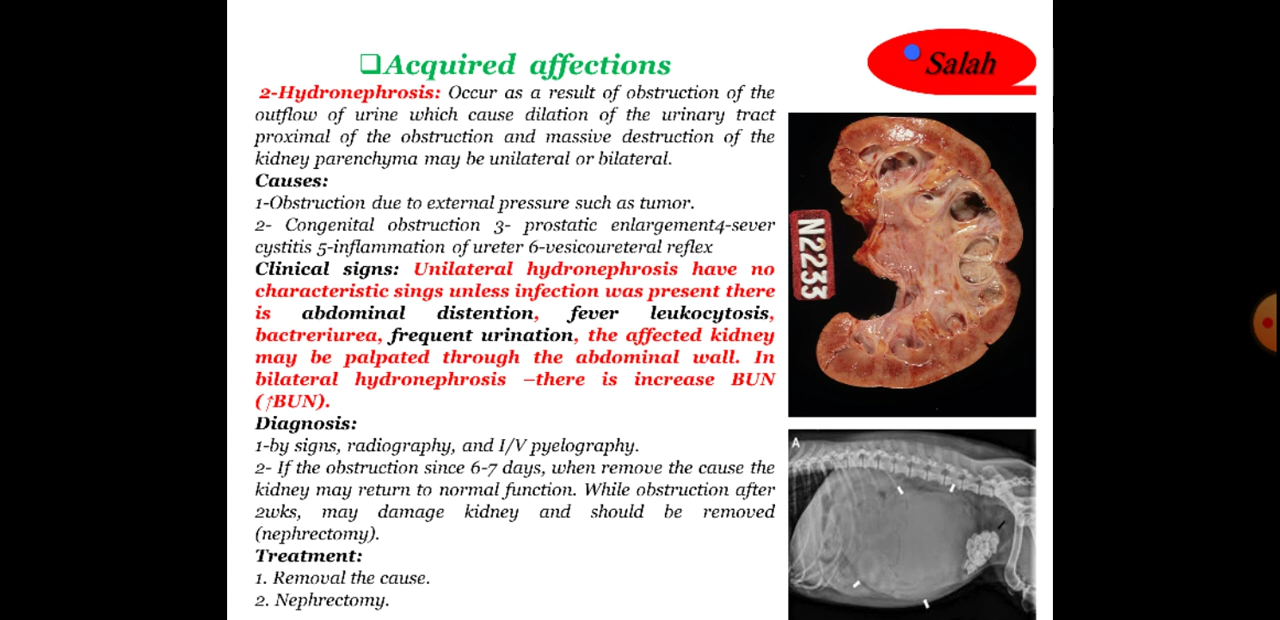 ❑Acquired affections
Salah
2-Hydronephrosis: Occur as a result of obstruction of the
outflow of urine which cause dilation of the urinary tract
proximal of the obstruction and massive destruction of the
kidney parenchyma may be unilateral or bilateral.
Causes:
1-Obstruction due to external pressure such as tumor.
2- Congenital obstruction 3- prostatic enlargement4-sever
cystitis 5-inflammation of ureter 6-vesicoureteral reflex
Clinical signs: Unilateral hydronephrosis have no
characteristic sings unless infection was present there
is abdominal distention, fever leukocytosis,
bactreriurea, frequent urination, the affected kidney
may be palpated through the abdominal wall. In
bilateral hydronephrosis –there is increase BUN
(↑BUN).
Diagnosis:
1-by signs, radiography, and I/V pyelography.
2- If the obstruction since 6-7 days, when remove the cause the
kidney may return to normal function. While obstruction after
2wks, may damage kidney and should be removed
(nephrectomy).
Treatment:
1. Removal the cause.
2. Nephrectomy.
N2233
A